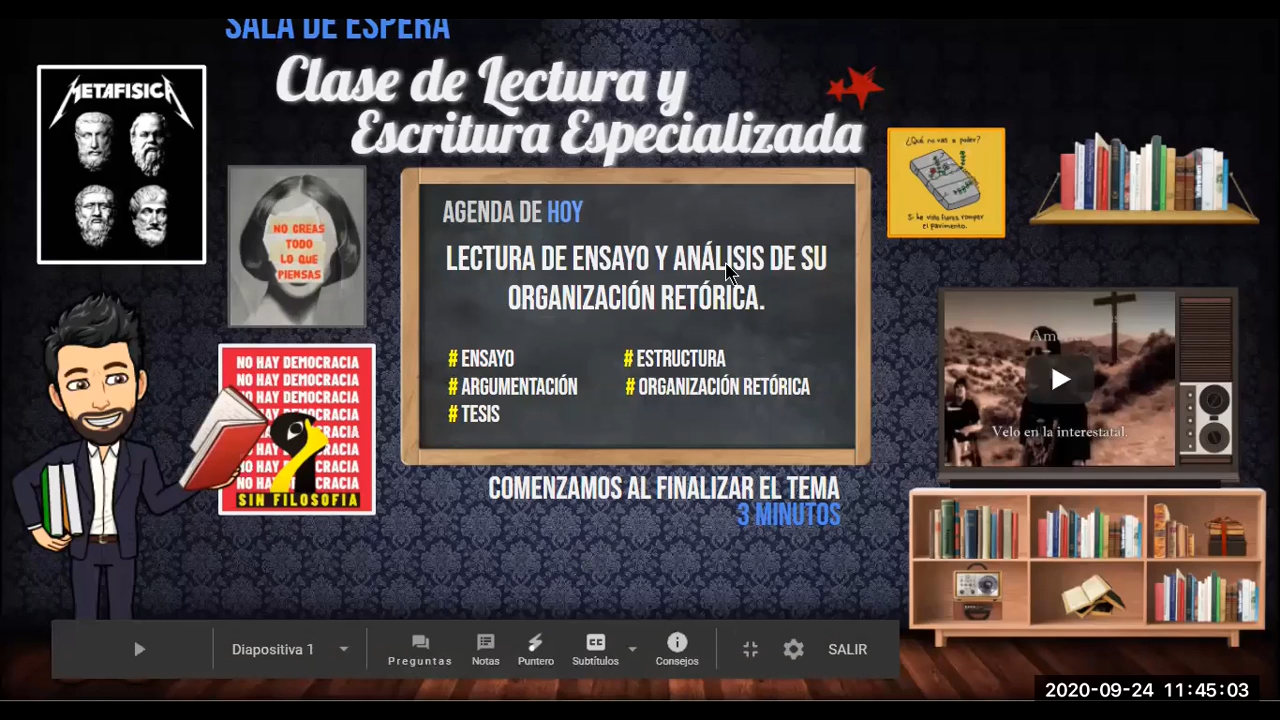 SALA DE ESPERA
Clase de Lectura y
Escritura Especializada
METAFISICA
NO CREAS
TODO
LO QUE
PIENSAS
NO HAY DEMOCRACIA
NO HAY DEMOCRACIA
NO HAY DEMOCRACIA
SIN FILOSOFIA
AGENDA DE HOY
LECTURA DE ENSAYO Y ANÁLISIS DE SU
ORGANIZACIÓN RETÓRICA.
# ENSAYO
# ARGUMENTACIÓN
# TESIS
# ESTRUCTURA
# ORGANIZACIÓN RETÓRICA
COMENZAMOS AL FINALIZAR EL TEMA
3 MINUTOS
¿Qué no vas a poder?
Si he visto flores romper
el pavimento.
Velo en la interestatal.
Diapositiva 1
Preguntas
Notas
Puntero
CC
Subtítulos
Consejos
SALIR
2020-09-24 11:45:03